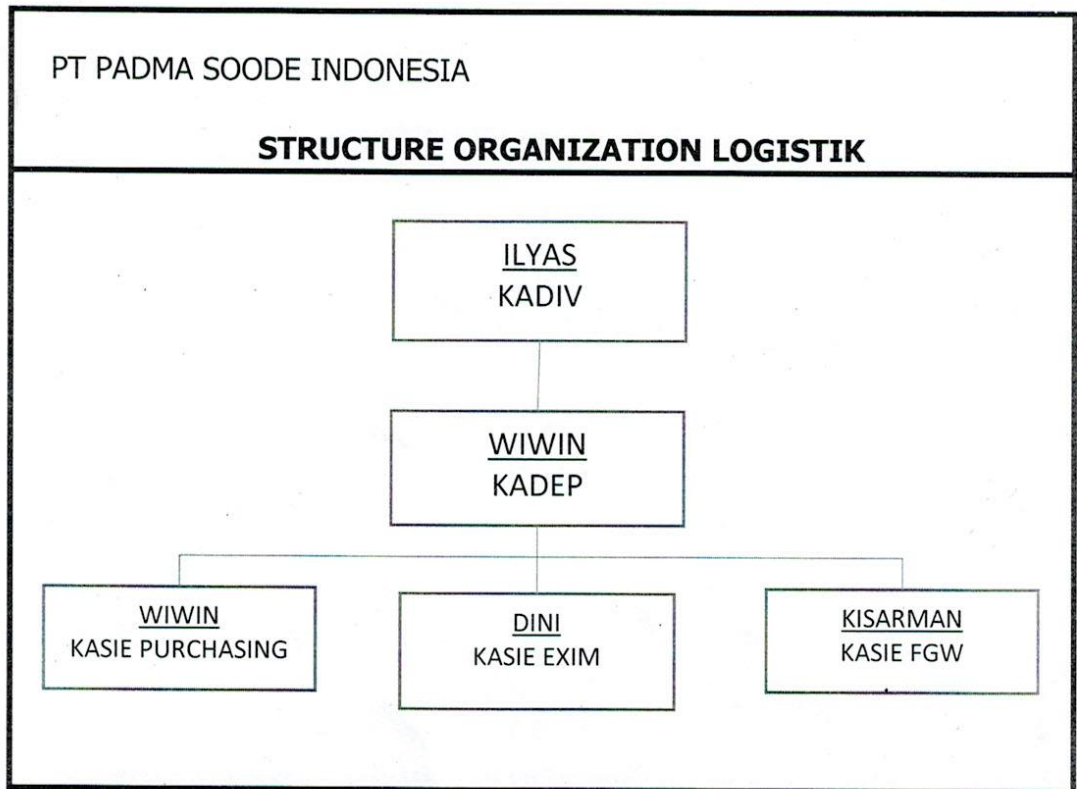 PT PADMA SOODE INDONESIA
STRUCTURE ORGANIZATION LOGISTIK
ILYAS
KADIV
WIWIN
KADEP
WIWIN
KASIE PURCHASING
DINI
KASIE EXIM
KISARMAN
KASIE FGW